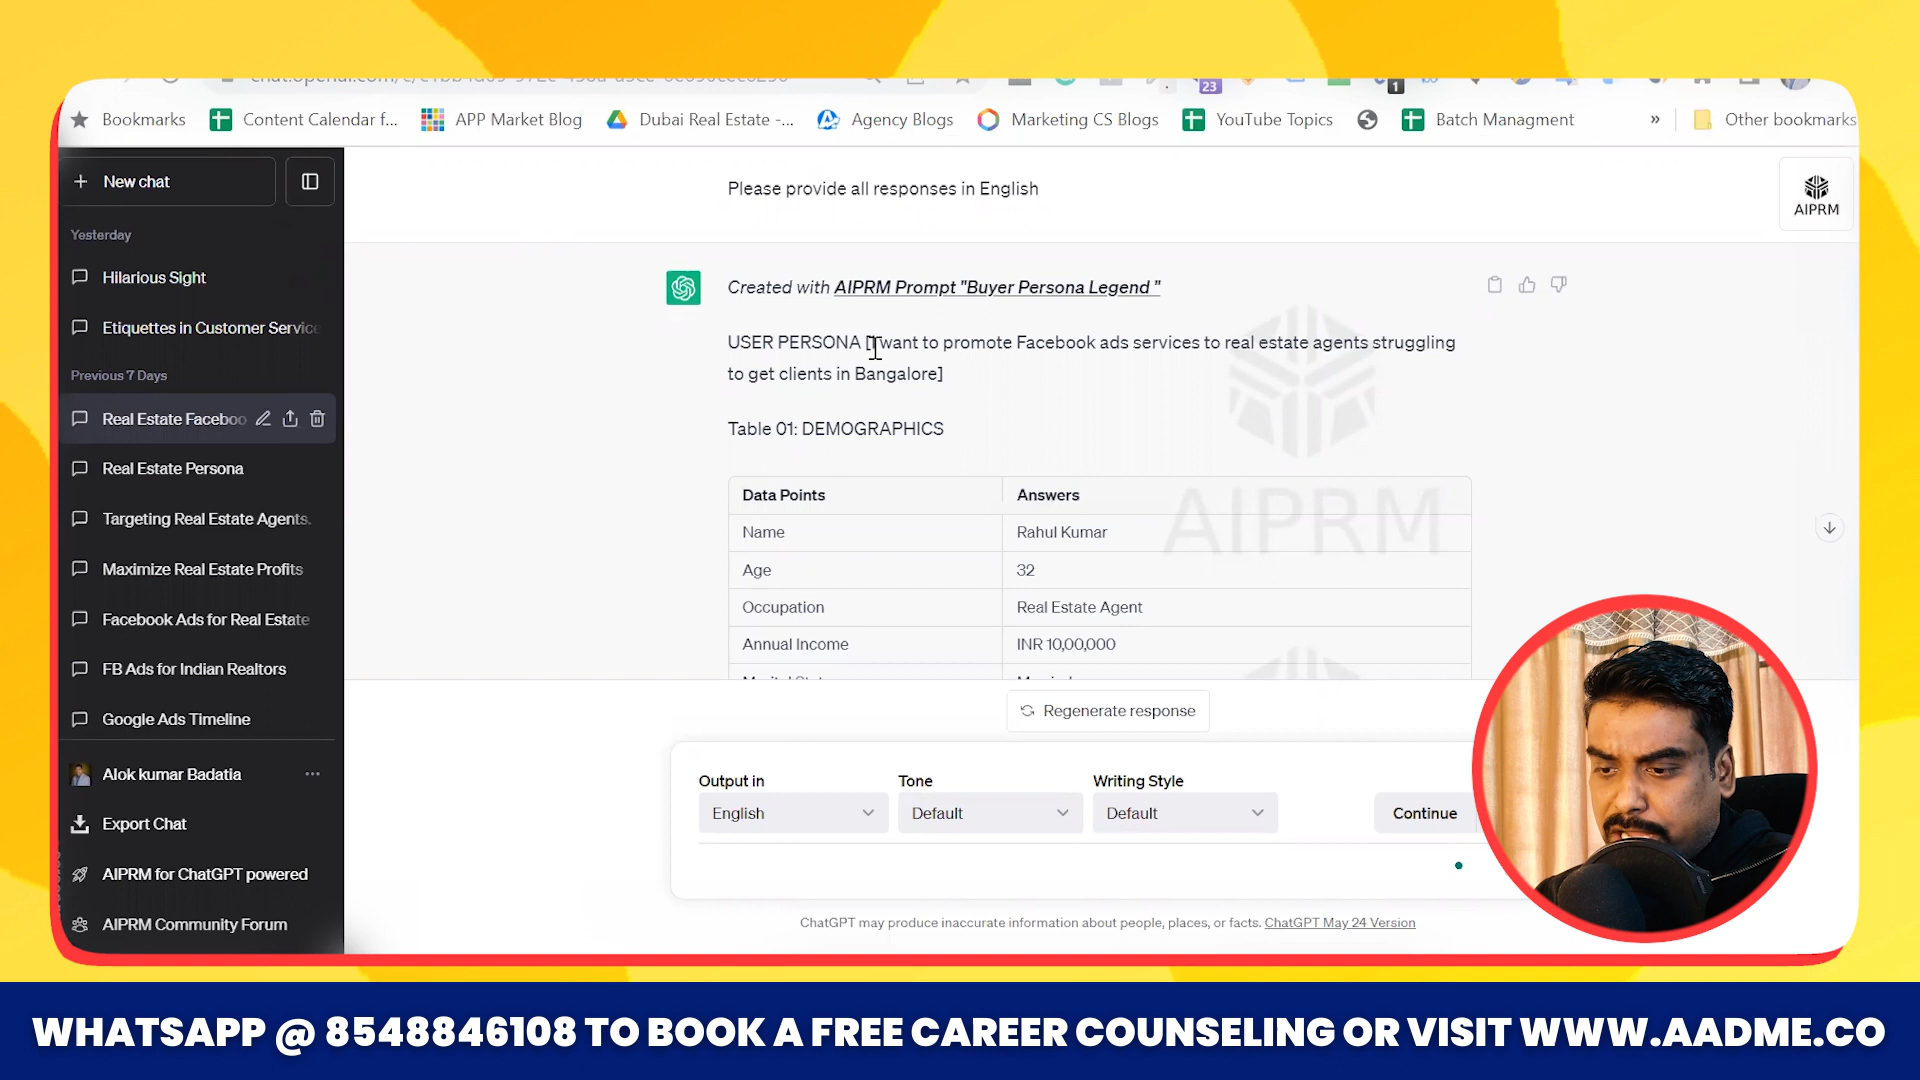 Bookmarks
Content Calendar f...
APP Market Blog
Dubai Real Estate -...
Agency Blogs
Marketing CS Blogs
YouTube Topics
Batch Managment
»
Other bookmarks
23
1
New chat
Yesterday
Hilarious Sight
Etiquettes in Customer Service
Previous 7 Days
Real Estate Faceboo
Real Estate Persona
Targeting Real Estate Agents.
Maximize Real Estate Profits
Facebook Ads for Real Estate
FB Ads for Indian Realtors
Google Ads Timeline
Alok kumar Badatia
Export Chat
AIPRM for ChatGPT powered
AIPRM Community Forum
Please provide all responses in English
AIPRM
Created with AIPRM Prompt "Buyer Persona Legend "
USER PERSONA [I want to promote Facebook ads services to real estate agents struggling
to get clients in Bangalore]
Table 01: DEMOGRAPHICS
Data Points Answers
Name Rahul Kumar
Age 32
Occupation Real Estate Agent
Annual Income INR 10,00,000
AIPRM
Regenerate response
Output in Tone Writing Style
English Default Default
Continue
ChatGPT may produce inaccurate information about people, places, or facts. ChatGPT May 24 Version
WHATSAPP @ 8548846108 TO BOOK A FREE CAREER COUNSELING OR VISIT WWW.AADME.CO